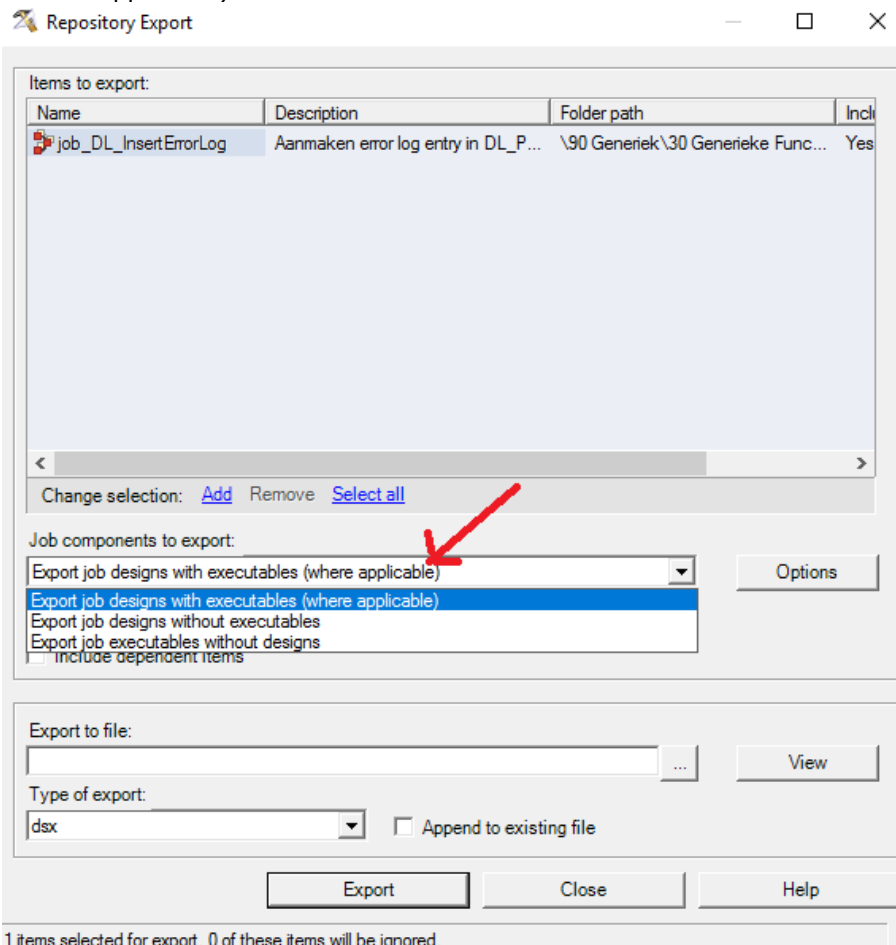 Repository Export
Items to export:
Name Description Folder path Incl
job_DL_InsertErrorLog Aanmaken error log entry in DL_P... \90 Generiek\30 Generieke Func... Yes
Change selection: Add Remove Select all
Job components to export:
Export job designs with executables (where applicable)
Options
Export job designs with executables (where applicable)
Export job designs without executables
Export job executables without designs
Include dependent items
Export to file:
... View
Type of export:
dsx Append to existing file
Export Close Help
1 items selected for export. 0 of these items will be ignored